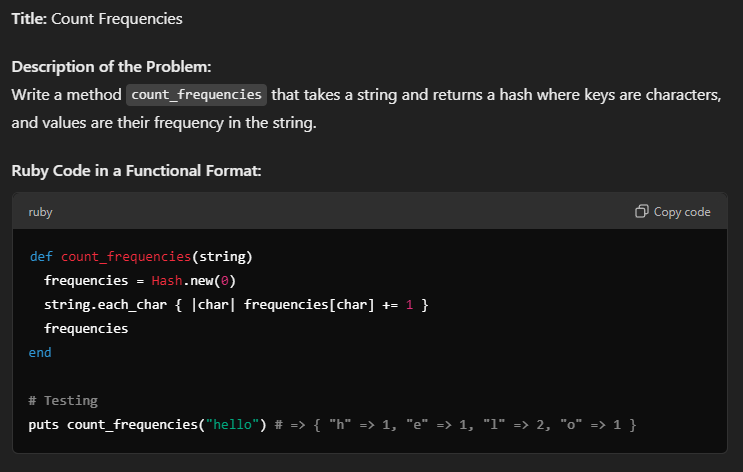 Title: Count Frequencies
Description of the Problem:
Write a method count_frequencies that takes a string and returns a hash where keys are characters,
and values are their frequency in the string.
Ruby Code in a Functional Format:
ruby Copy code
def count_frequencies(string)
  frequencies = Hash.new(0)
  string.each_char { |char| frequencies[char] += 1 }
  frequencies
end
# Testing
puts count_frequencies("hello") # => { "h" => 1, "e" => 1, "l" => 2, "o" => 1 }